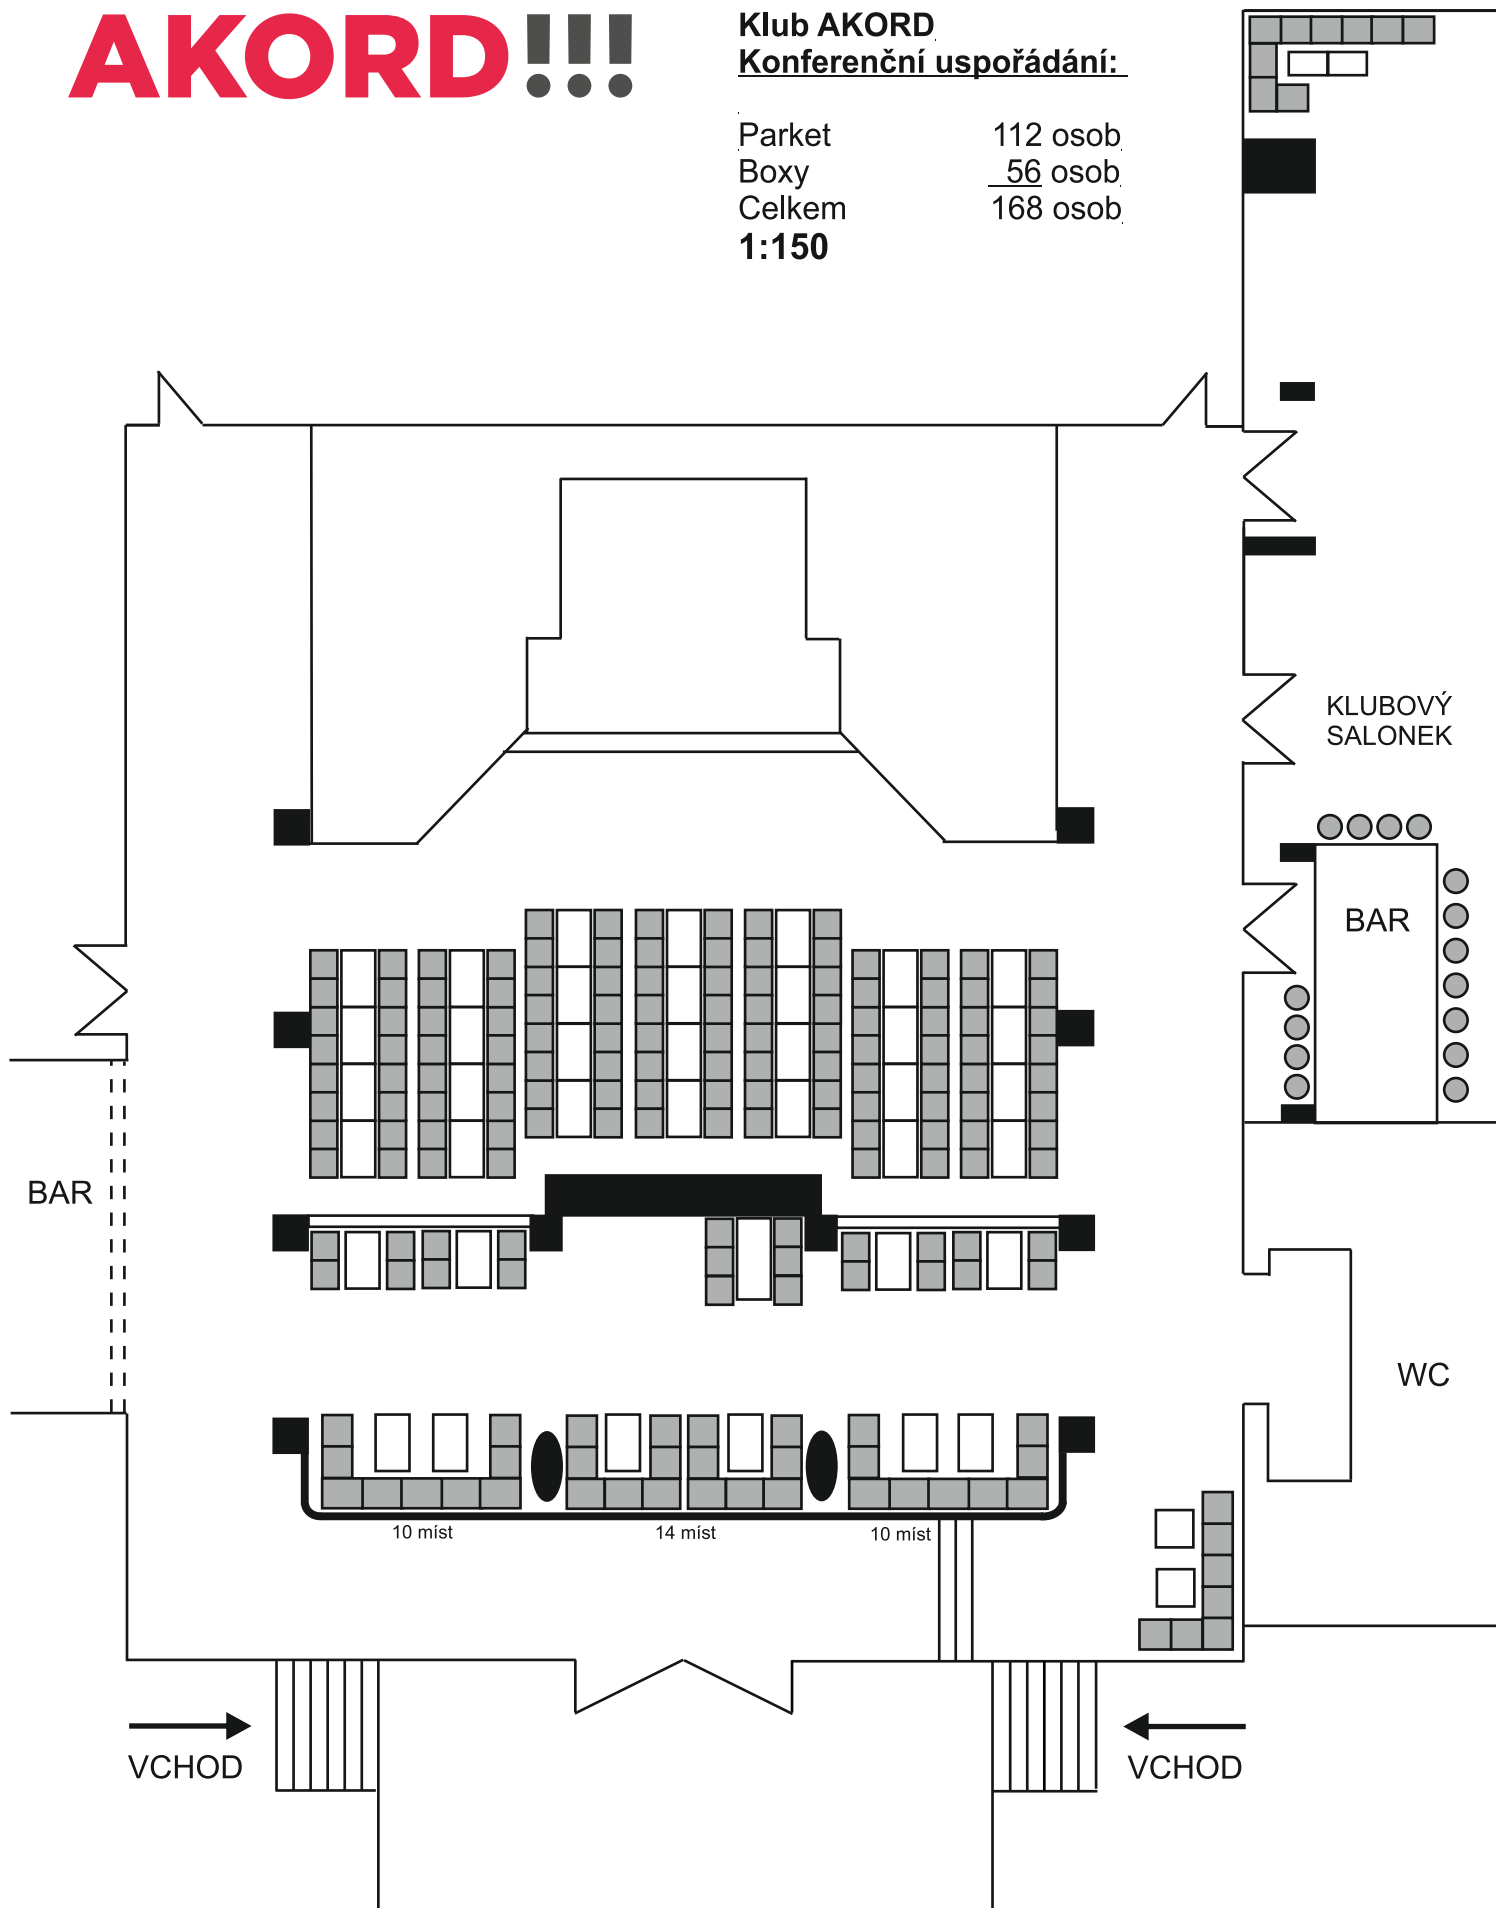 AKORD!!!
Klub AKORD
Konferenční uspořádání:
Parket 112 osob
Boxy 56 osob
Celkem 168 osob
1:150
KLUBOVÝ
SALONEK
BAR
BAR
WC
10 míst
14 míst
10 míst
VCHOD
VCHOD